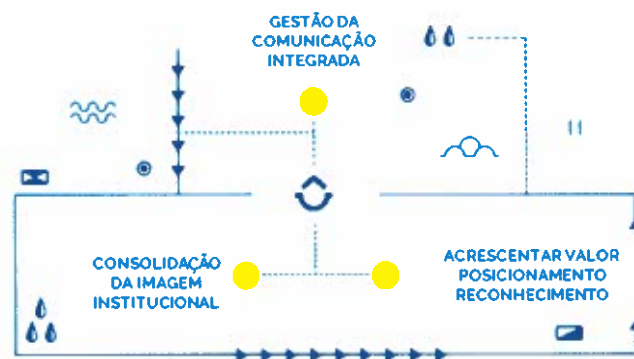 GESTÃO DA
COMUNICAÇÃO
INTEGRADA
CONSOLIDAÇÃO
DA IMAGEM
INSTITUCIONAL
ACRESCENTAR VALOR
POSICIONAMENTO
RECONHECIMENTO